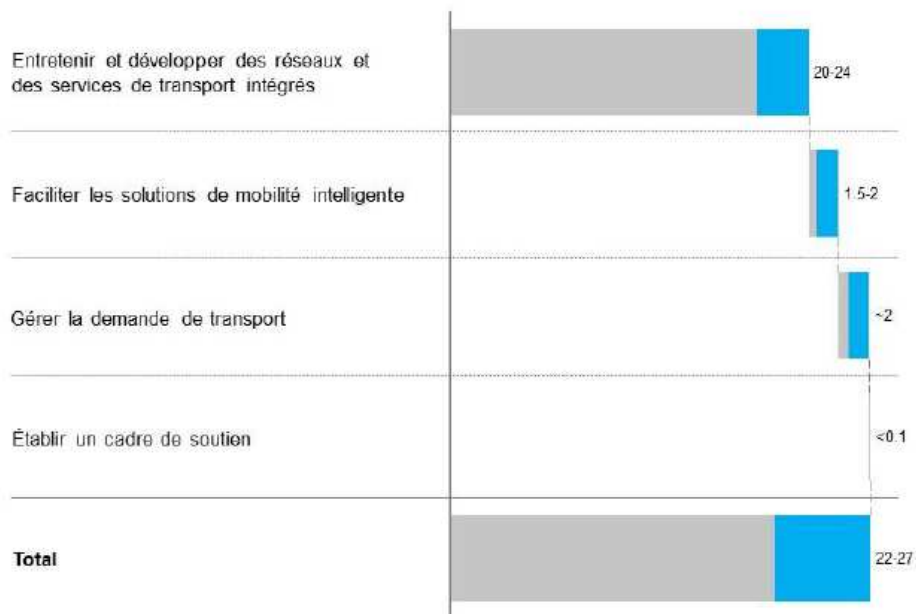 Entretenir et développer des réseaux et
des services de transport intégrés
20-24
Faciliter les solutions de mobilité intelligente
1.5-2
Gérer la demande de transport
~2
Établir un cadre de soutien
<0.1
Total
22-27